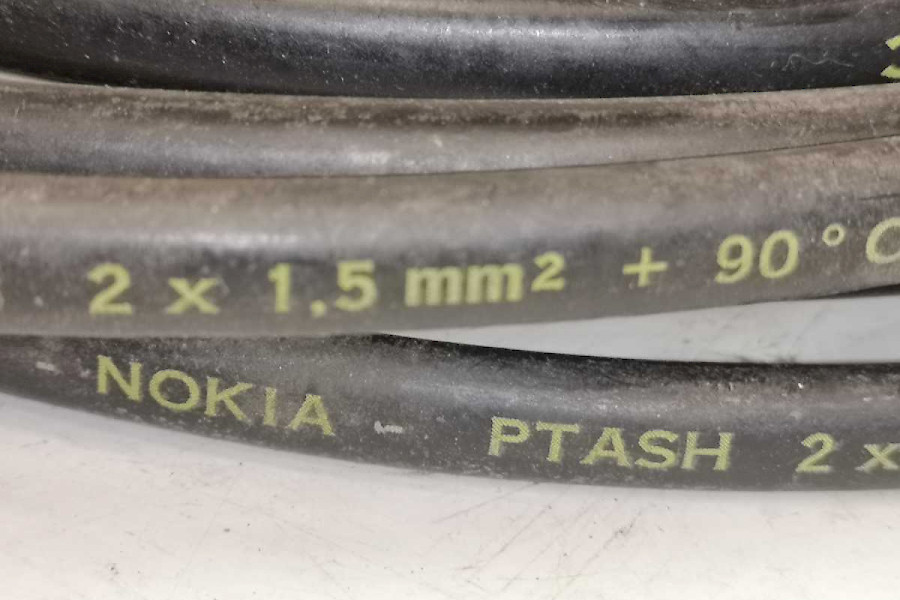 2 x 1,5 mm² + 90°C
NOKIA - PTASH 2 x